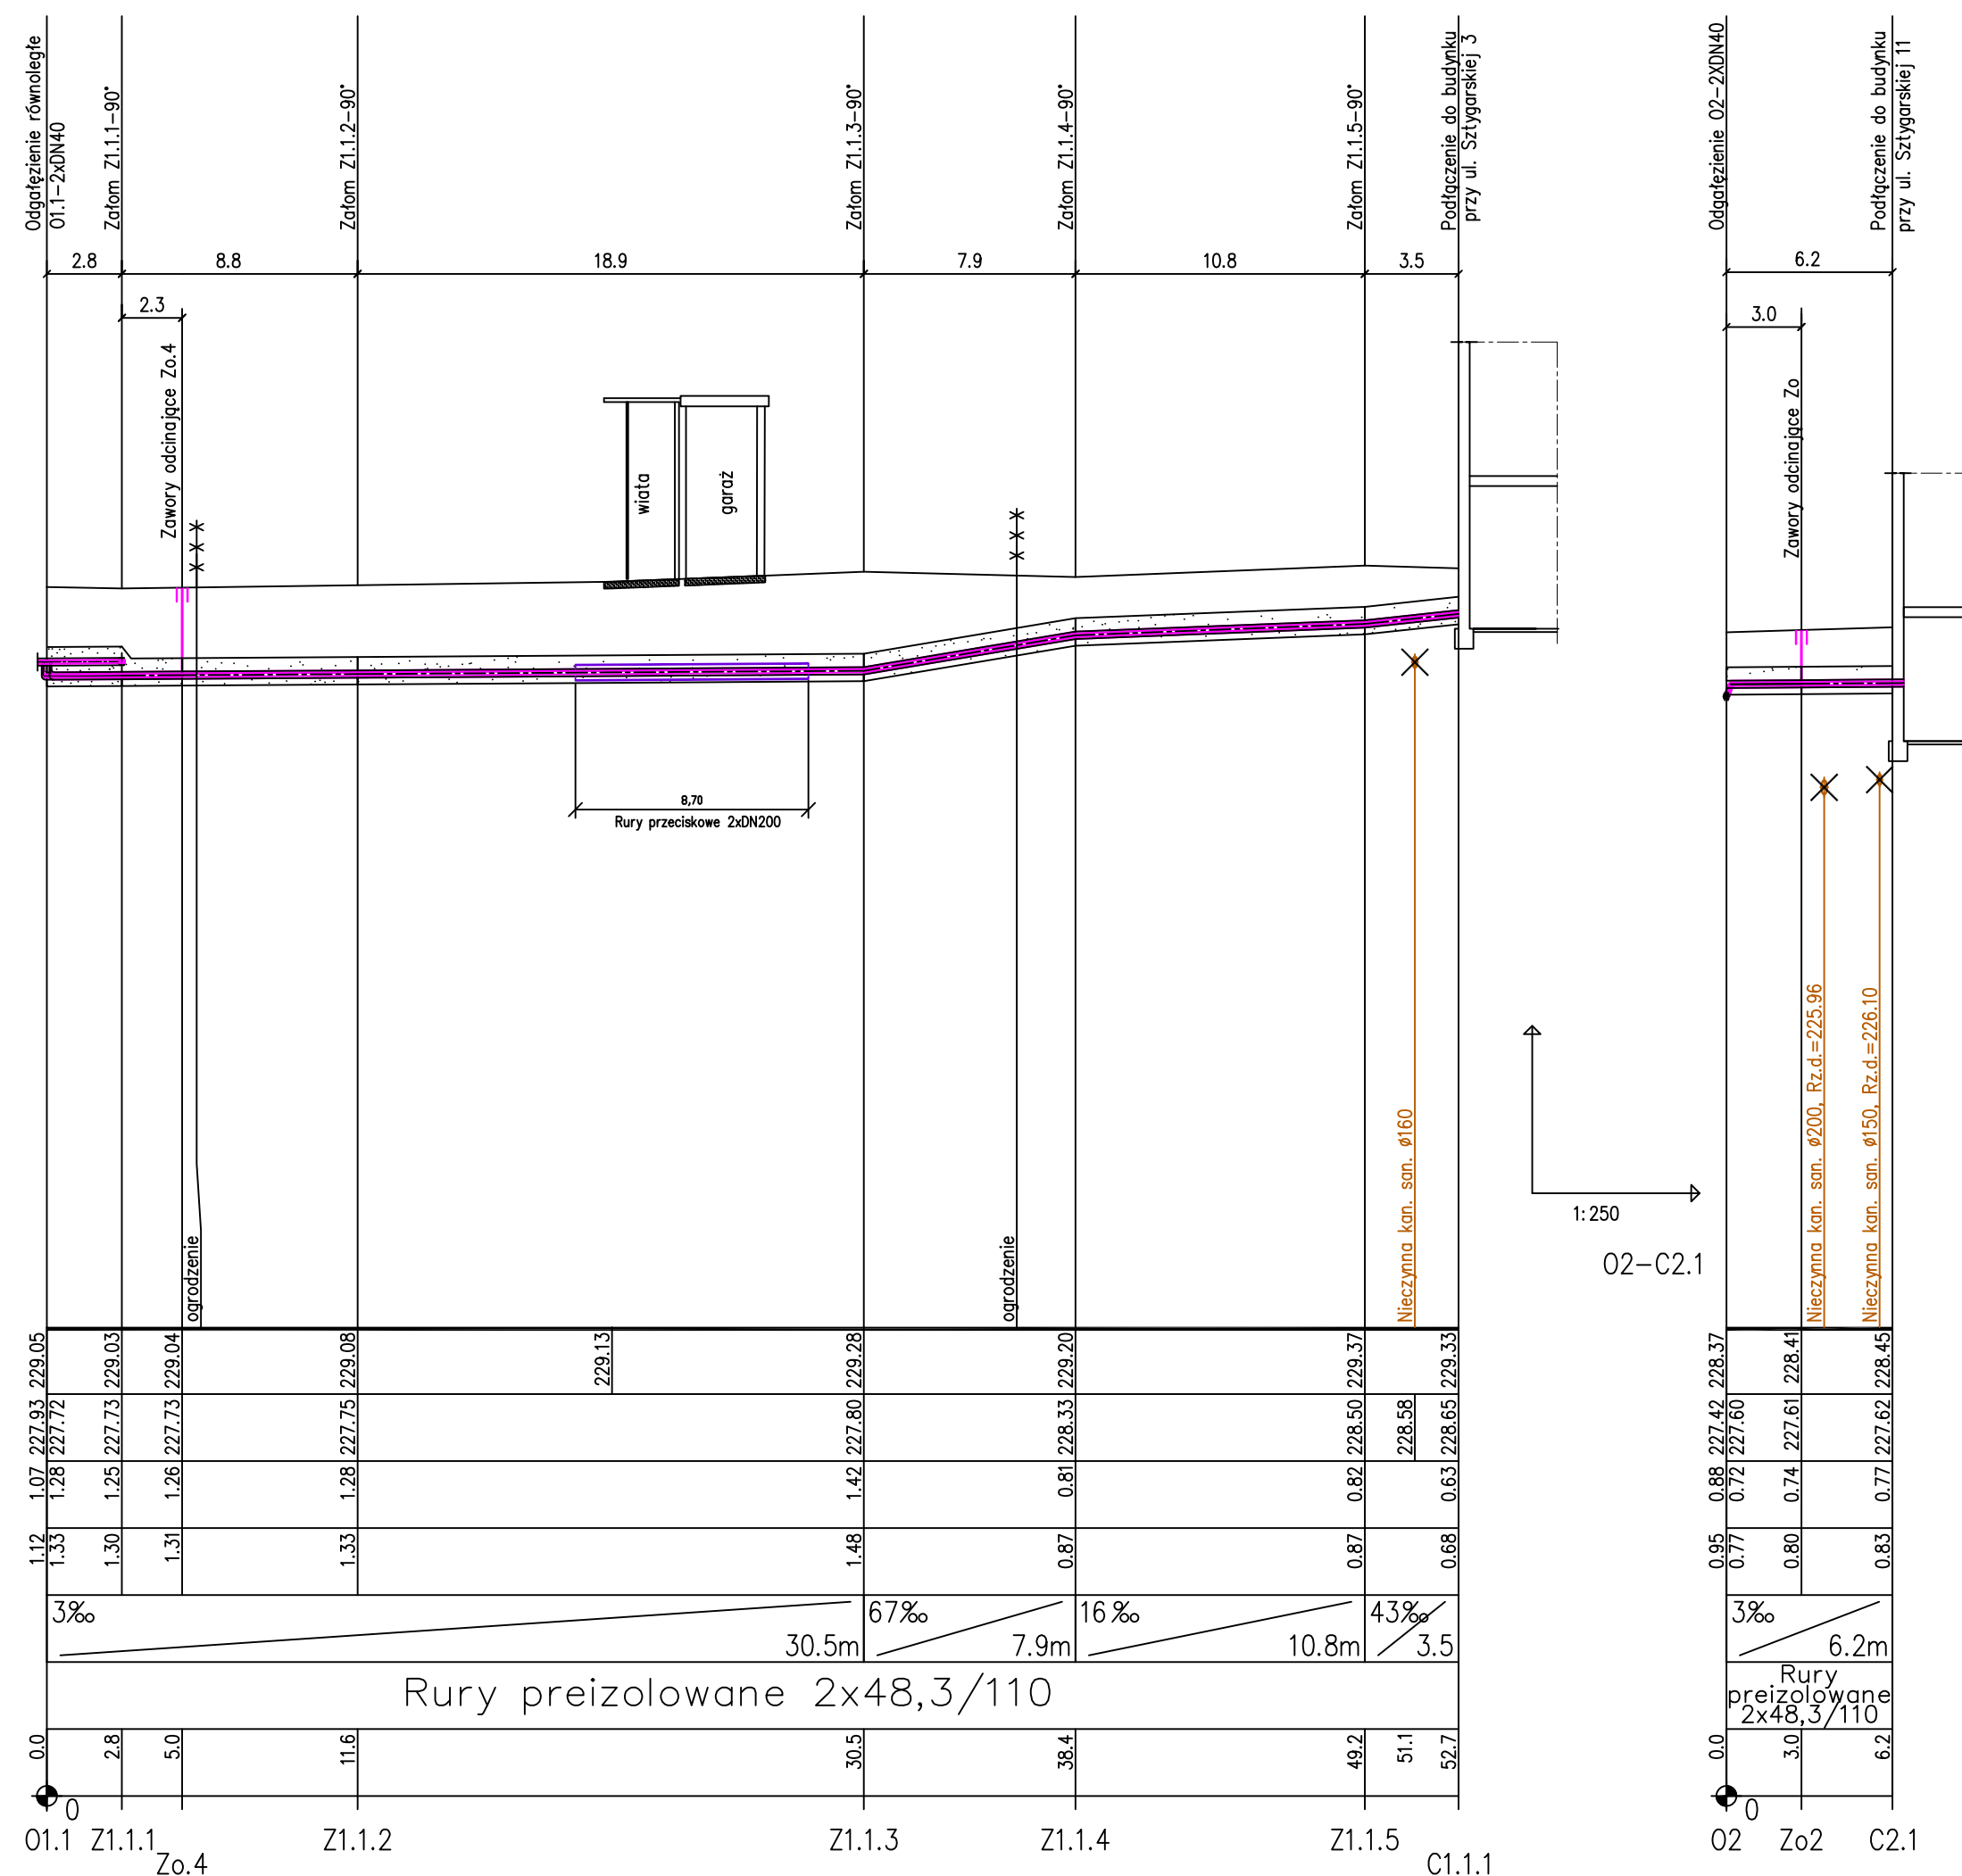 Odgałęzienie równoległe
O1.1-2xDN40
Załom Z1.1.1-90°
Załom Z1.1.2-90°
Załom Z1.1.3-90°
Załom Z1.1.4-90°
Załom Z1.1.5-90°
Podłączenie do budynku
przy ul. Sztygarskiej 3
Odgałęzienie O2-2XDN40
Podłączenie do budynku
przy ul. Sztygarskiej 11
2.8 8.8 18.9 7.9 10.8 3.5 6.2
2.3 3.0
Zawory odcinające Zo.4
wiata
garaż
Zawory odcinające Zo
8,70
Rury przeciskowe 2xDN200
ogrodzenie
ogrodzenie
Nieczynna kan. san. ø160
1:250
O2-C2.1
Nieczynna kan. san. ø200, Rz.d.=225.96
Nieczynna kan. san. ø150, Rz.d.=226.10
229.05 229.03 229.04 229.08 229.13 229.28 229.20 229.37 229.33 228.37 228.41 228.45
227.93 227.72 227.73 227.73 227.75 227.80 228.33 228.50 228.58 228.65 227.42 227.60 227.61 227.62
1.07 1.28 1.25 1.26 1.28 1.42 0.81 0.82 0.63 0.88 0.72 0.74 0.77
1.12 1.33 1.30 1.31 1.33 1.48 0.87 0.87 0.68 0.95 0.77 0.80 0.83
3‰ 67‰ 16‰ 43‰ 3‰
30.5m 7.9m 10.8m 3.5 6.2m
Rury preizolowane 2x48,3/110
Rury
preizolowane
2x48,3/110
0.0 2.8 5.0 11.6 30.5 38.4 49.2 51.1 52.7 0.0 3.0 6.2
0 0
O1.1 Z1.1.1 Z1.1.2 Z1.1.3 Z1.1.4 Z1.1.5 O2 Zo2 C2.1
Zo.4 C1.1.1